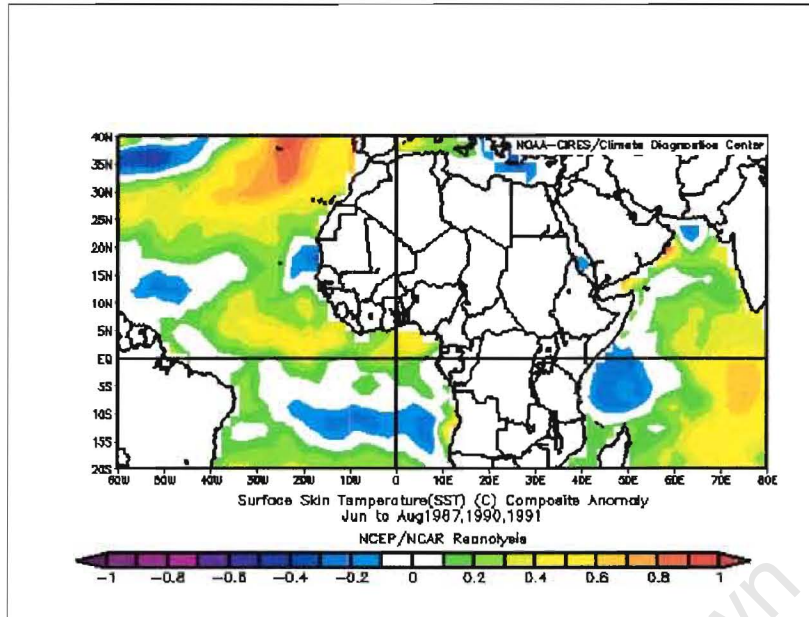 NOAA-CIRES/Climate Diagnostics Center
40N
35N
30N
25N
20N
15N
10N
5N
EQ
5S
10S
15S
20S
60W 50W 40W 30W 20W 10W 0 10E 20E 30E 40E 50E 60E 70E 80E
Surface Skin Temperature(SST) (C) Composite Anomaly
Jun to Aug1987,1990,1991
NCEP/NCAR Reanalysis
-1 -0.8 -0.6 -0.4 -0.2 0 0.2 0.4 0.6 0.8 1
wn